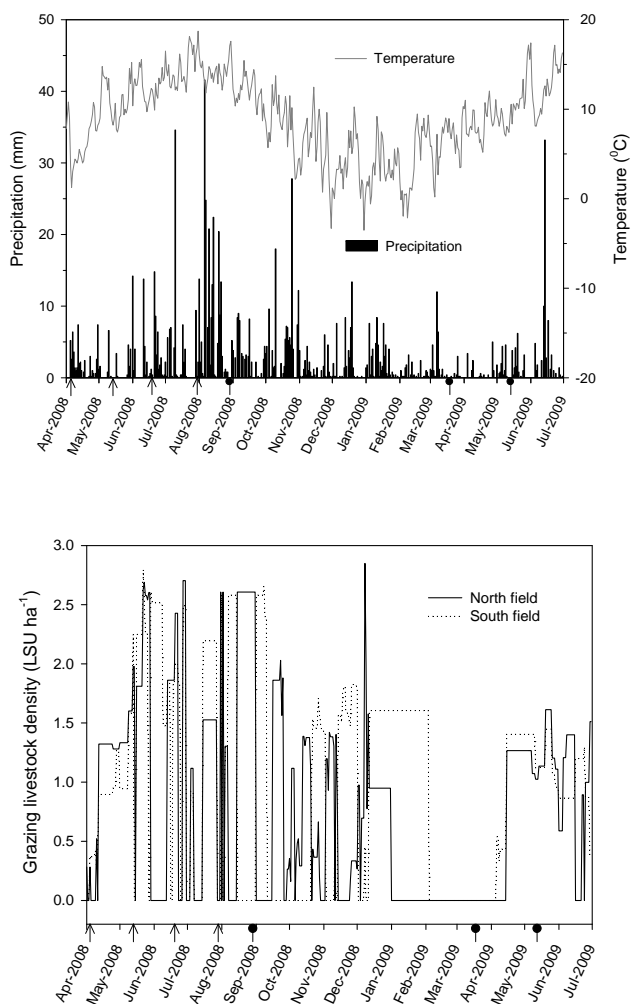 50
40
30
20
10
0
Precipitation (mm)
20
10
0
-10
-20
Temperature (⁰C)
Temperature
Precipitation
Apr-2008
May-2008
Jun-2008
Jul-2008
Aug-2008
Sep-2008
Oct-2008
Nov-2008
Dec-2008
Jan-2009
Feb-2009
Mar-2009
Apr-2009
May-2009
Jun-2009
Jul-2009
3.0
2.5
2.0
1.5
1.0
0.5
0.0
Grazing livestock density (LSU ha⁻¹)
North field
South field
Apr-2008
May-2008
Jun-2008
Jul-2008
Aug-2008
Sep-2008
Oct-2008
Nov-2008
Dec-2008
Jan-2009
Feb-2009
Mar-2009
Apr-2009
May-2009
Jun-2009
Jul-2009